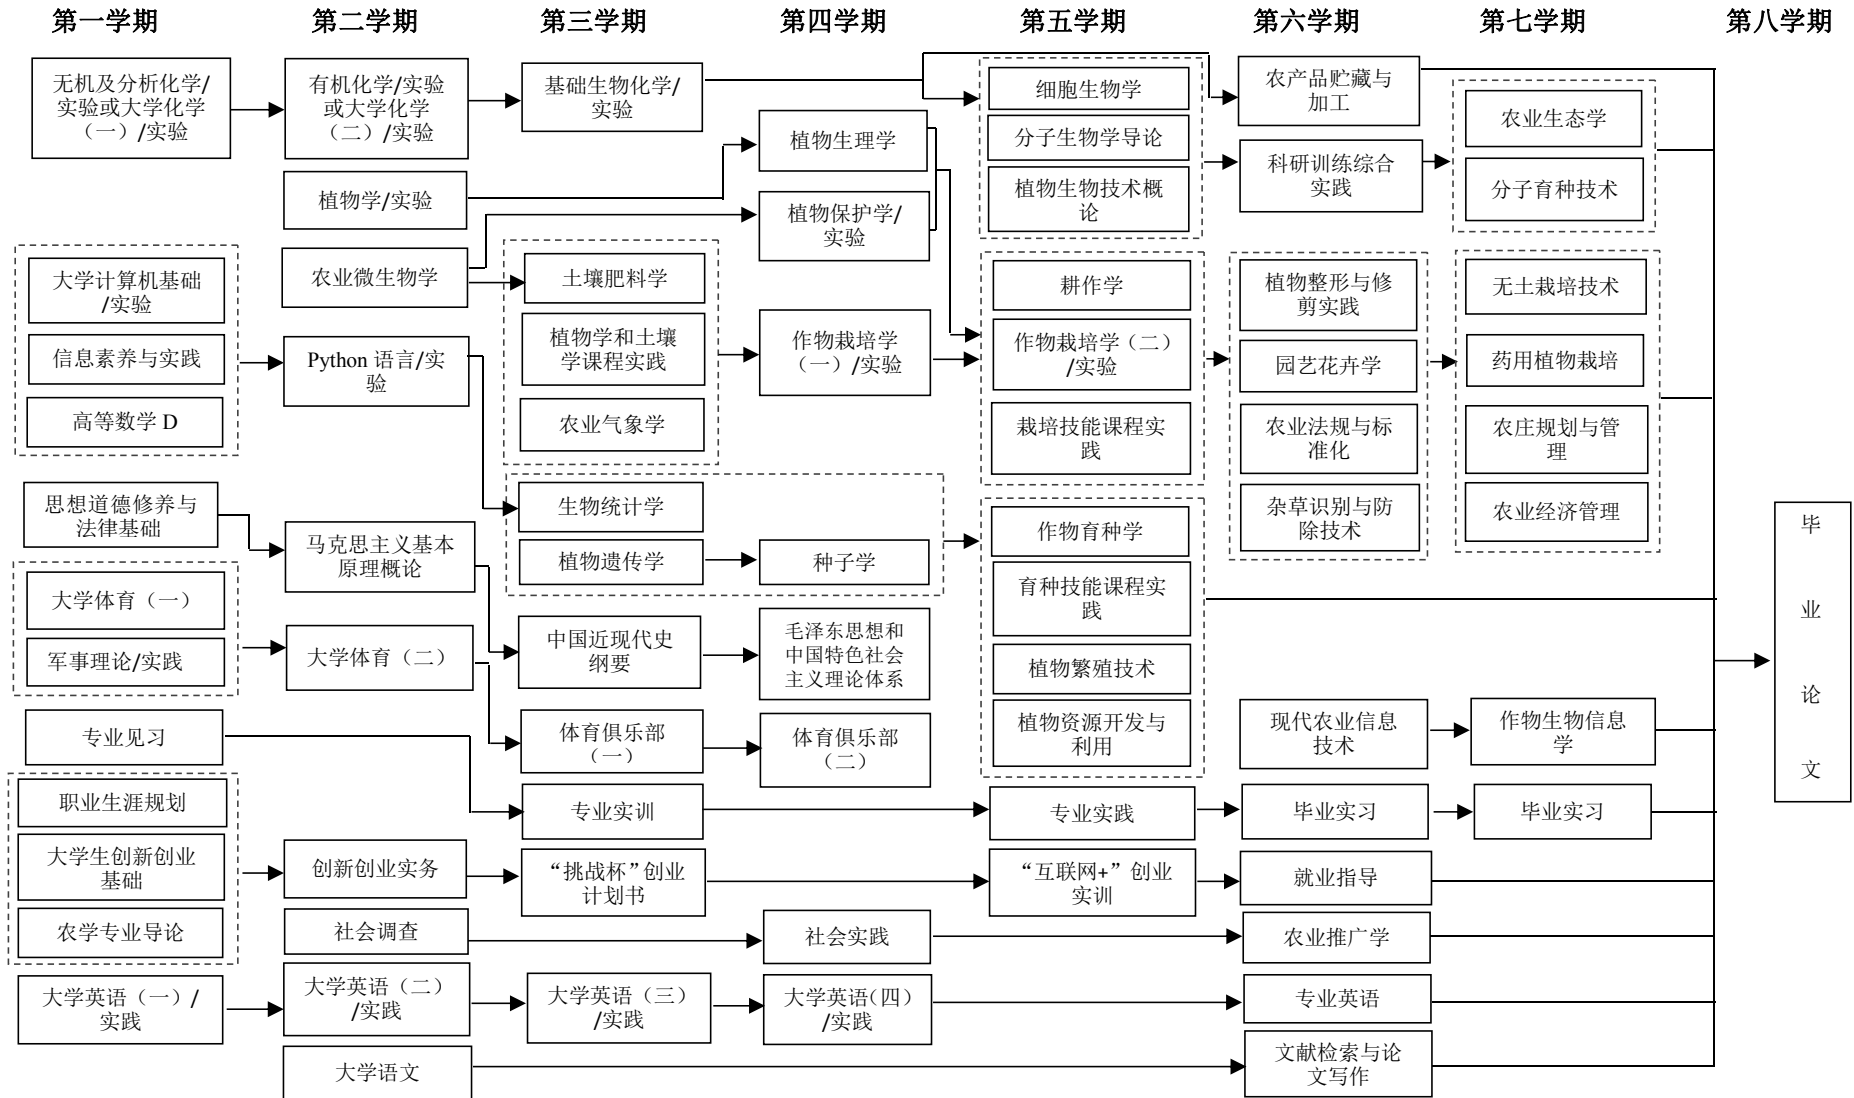 第一学期
第二学期
第三学期
第四学期
第五学期
第六学期
第七学期
第八学期
无机及分析化学/
实验或大学化学
（一）/实验
大学计算机基础
/实验
信息素养与实践
高等数学 D
思想道德修养与
法律基础
大学体育（一）
军事理论/实践
专业见习
职业生涯规划
大学生创新创业
基础
农学专业导论
大学英语（一）/
实践
有机化学/实验
或大学化学
（二）/实验
植物学/实验
农业微生物学
Python 语言/实
验
马克思主义基本
原理概论
大学体育（二）
创新创业实务
社会调查
大学英语（二）
/实践
大学语文
基础生物化学/
实验
土壤肥料学
植物学和土壤
学课程实践
农业气象学
生物统计学
植物遗传学
中国近现代史
纲要
体育俱乐部
（一）
专业实训
“挑战杯”创业
计划书
大学英语（三）
/实践
植物生理学
植物保护学/
实验
作物栽培学
（一）/实验
种子学
毛泽东思想和
中国特色社会
主义理论体系
体育俱乐部
（二）
社会实践
大学英语（四）
/实践
细胞生物学
分子生物学导论
植物生物技术概
论
耕作学
作物栽培学（二）
/实验
栽培技能课程实
践
作物育种学
育种技能课程实
践
植物繁殖技术
植物资源开发与
利用
专业实践
“互联网+”创业
实训
农产品贮藏与
加工
科研训练综合
实践
植物整形与修
剪实践
园艺花卉学
农业法规与标
准化
杂草识别与防
除技术
现代农业信息
技术
毕业实习
就业指导
农业推广学
专业英语
文献检索与论
文写作
农业生态学
分子育种技术
无土栽培技术
药用植物栽培
农庄规划与管
理
农业经济管理
作物生物信息
学
毕业实习
毕
业
论
文